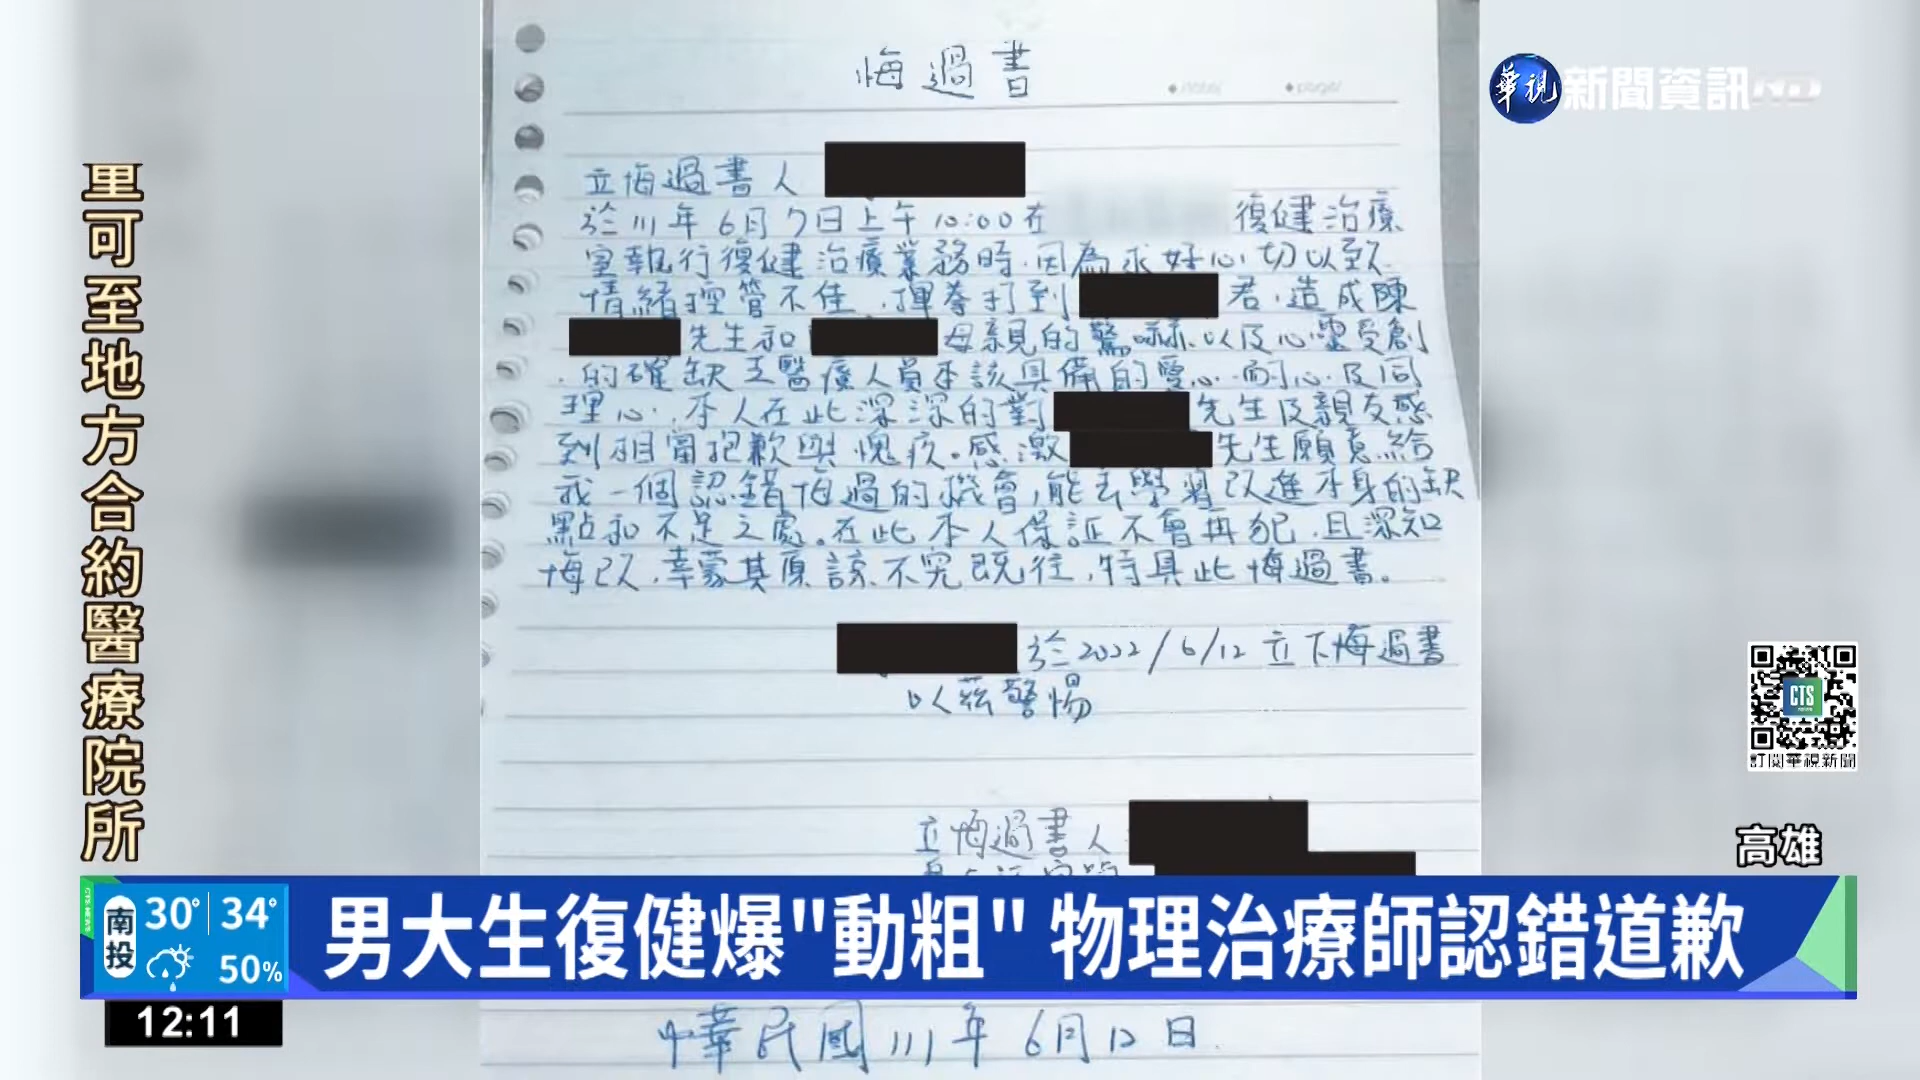 悔過書
立悔過書人
於111年6月7日上午10:00在 復健治療
室執行復健治療業務時,因為求好心切以致
情緒控管不佳,揮拳打到 君,造成陳
先生和 母親的驚嚇以及心靈受創
,的確缺乏醫療人員本該具備的愛心、耐心及同
理心,本人在此深深的對 先生及親友感
到相當抱歉與愧疚。感激 先生願意給
我一個認錯悔過的機會,能去學習改進本身的缺
點和不足之處。在此本人保証不會再犯,且深知
悔改,幸蒙其原諒不究既往,特具此悔過書。
於2022/6/12立下悔過書
以茲警惕
立悔過書人
中華民國111年6月12日
華視新聞資訊HD
里可至地方合約醫療院所
CTS
訂閱華視新聞
高雄
南投
30° 34°
50%
男大生復健爆"動粗" 物理治療師認錯道歉
12:11